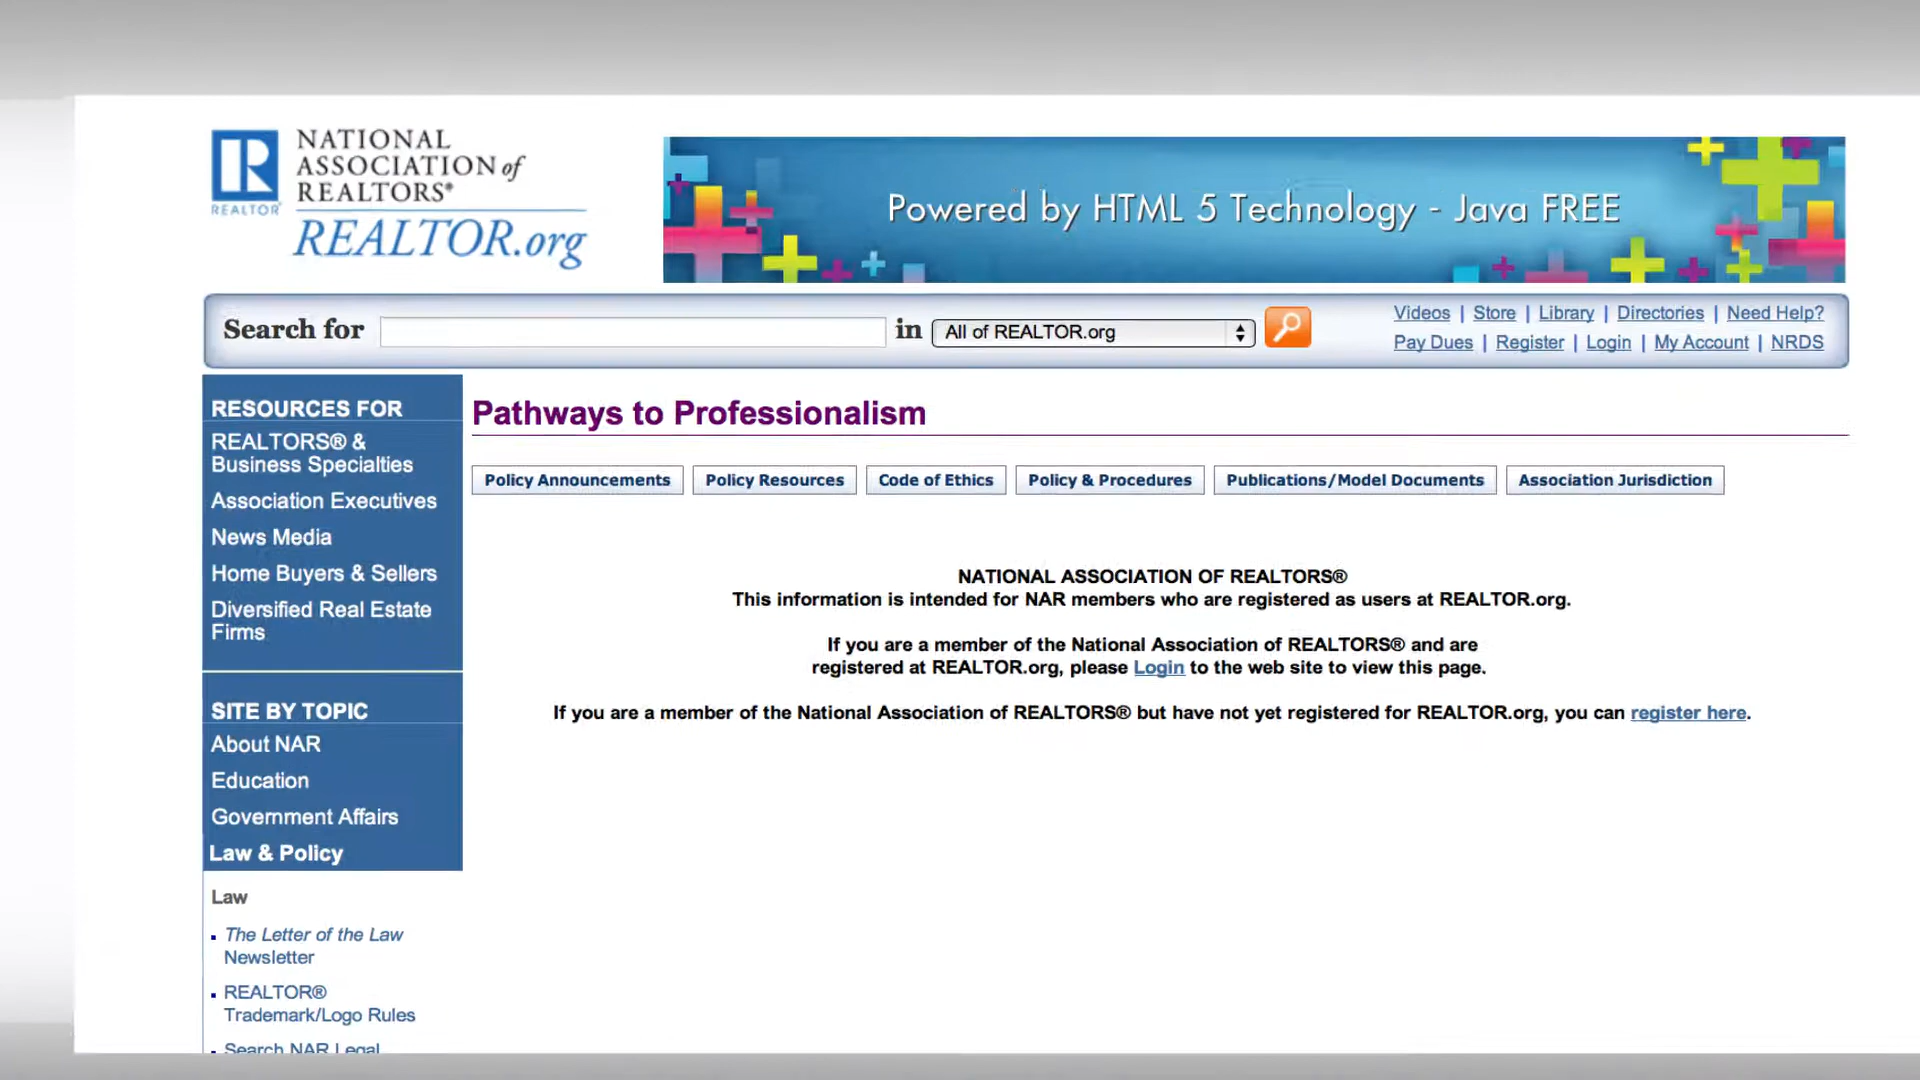 NATIONAL
ASSOCIATION of
REALTORS®
REALTOR®
REALTOR.org
Powered by HTML 5 Technology - Java FREE
Search for
in
All of REALTOR.org
Videos | Store | Library | Directories | Need Help?
Pay Dues | Register | Login | My Account | NRDS
RESOURCES FOR
REALTORS® &
Business Specialties
Association Executives
News Media
Home Buyers & Sellers
Diversified Real Estate
Firms
SITE BY TOPIC
About NAR
Education
Government Affairs
Law & Policy
Law
The Letter of the Law
Newsletter
REALTOR®
Trademark/Logo Rules
Search NAR Legal
Pathways to Professionalism
Policy Announcements
Policy Resources
Code of Ethics
Policy & Procedures
Publications/Model Documents
Association Jurisdiction
NATIONAL ASSOCIATION OF REALTORS®
This information is intended for NAR members who are registered as users at REALTOR.org.
If you are a member of the National Association of REALTORS® and are
registered at REALTOR.org, please Login to the web site to view this page.
If you are a member of the National Association of REALTORS® but have not yet registered for REALTOR.org, you can register here.